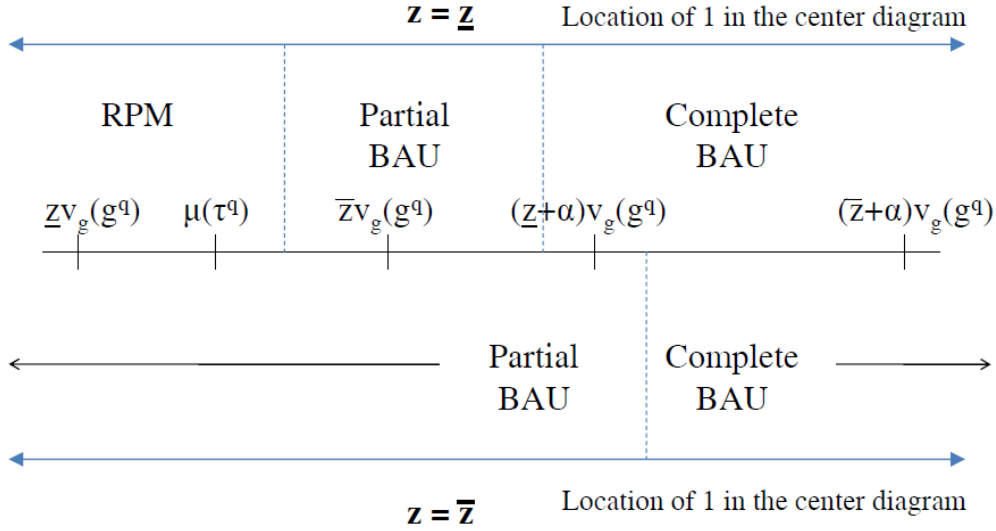 z = z̲ Location of 1 in the center diagram
RPM Partial Complete
BAU BAU
z̲v_g(g^q) μ(τ^q) z̅v_g(g^q) (z̲+α)v_g(g^q) (z̅+α)v_g(g^q)
Partial Complete
BAU BAU
z = z̅ Location of 1 in the center diagram